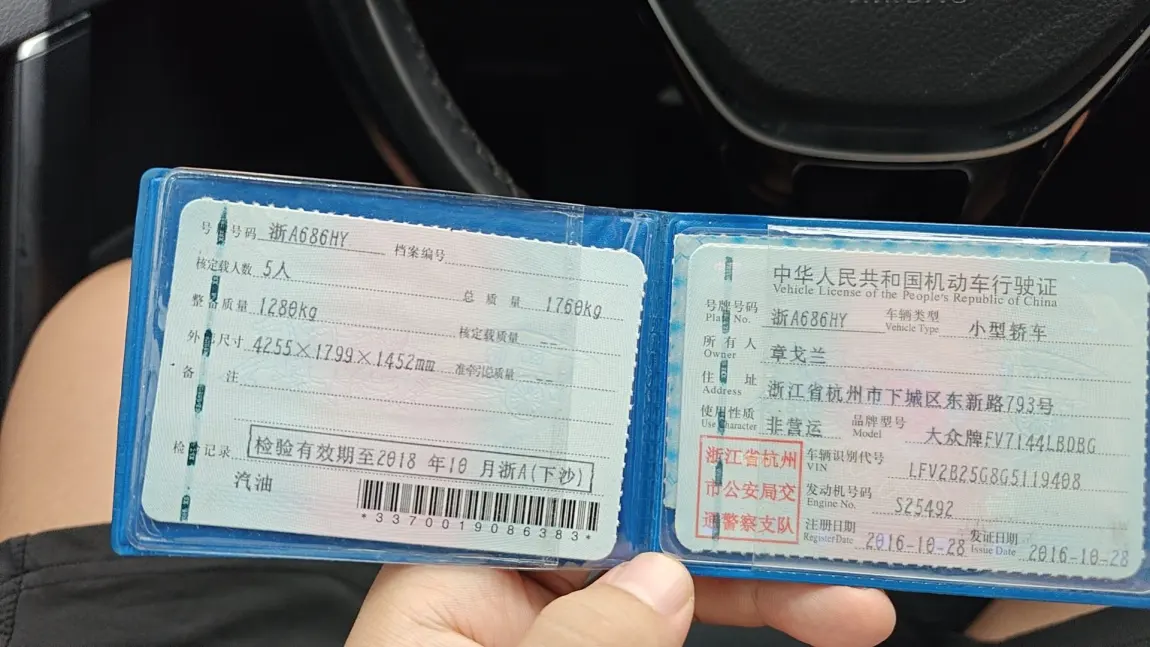 号牌号码 浙A686HY 档案编号
核定载人数 5人 总质量 1760kg
整备质量 1280kg 核定载质量 --
外廓尺寸 4255×1799×1452mm 准牵引总质量 --
备注
检验记录 检验有效期至2018年10月浙A(下沙)
汽油
*3370019086383*
中华人民共和国机动车行驶证
Vehicle License of the People's Republic of China
号牌号码 浙A686HY 车辆类型 小型轿车
Plate No. Vehicle Type
所有人 章戈兰
Owner
住址 浙江省杭州市下城区东新路793号
Address
使用性质 非营运 品牌型号 大众牌FV7144LBDBG
Use Character Model
浙江省杭州
市公安局交
通警察支队
车辆识别代号 LFV2B25G8G5119408
VIN
发动机号码 S25492
Engine No.
注册日期 2016-10-28 发证日期 2016-10-28
Register Date Issue Date